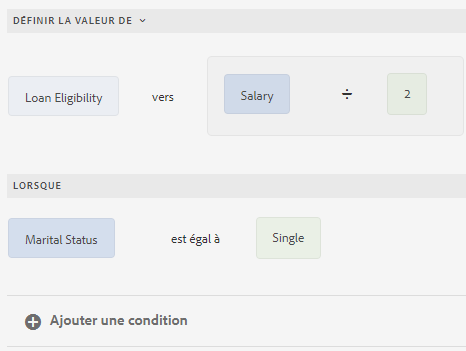 DÉFINIR LA VALEUR DE
Loan Eligibility vers Salary ÷ 2
LORSQUE
Marital Status est égal à Single
Ajouter une condition